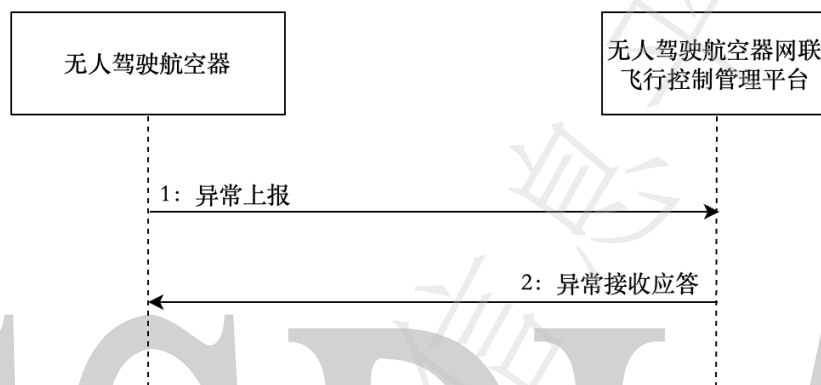 无人驾驶航空器
无人驾驶航空器网联
飞行控制管理平台
1：异常上报
2：异常接收应答